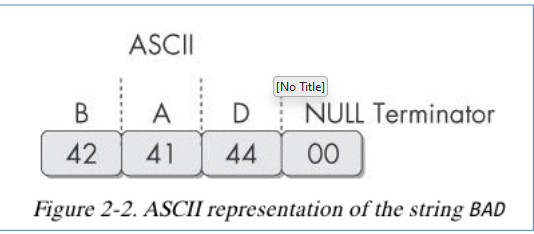 ASCII
[No Title]
B A D NULL Terminator
42 41 44 00
Figure 2-2. ASCII representation of the string BAD